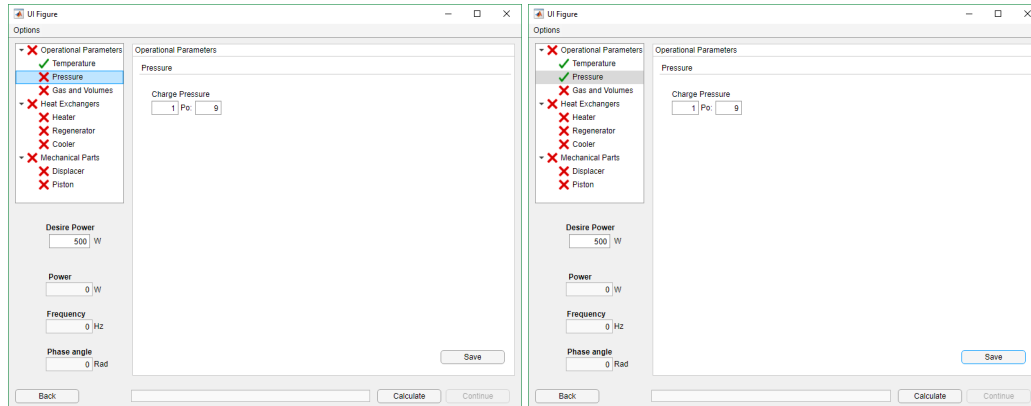 UI Figure
Options
Operational Parameters
Temperature
Pressure
Gas and Volumes
Heat Exchangers
Heater
Regenerator
Cooler
Mechanical Parts
Displacer
Piston
Operational Parameters
Pressure
Charge Pressure
1 Po: 9
Desire Power
500 W
Power
0 W
Frequency
0 Hz
Phase angle
0 Rad
Save
Back
Calculate
Continue
UI Figure
Options
Operational Parameters
Temperature
Pressure
Gas and Volumes
Heat Exchangers
Heater
Regenerator
Cooler
Mechanical Parts
Displacer
Piston
Operational Parameters
Pressure
Charge Pressure
1 Po: 9
Desire Power
500 W
Power
0 W
Frequency
0 Hz
Phase angle
0 Rad
Save
Back
Calculate
Continue